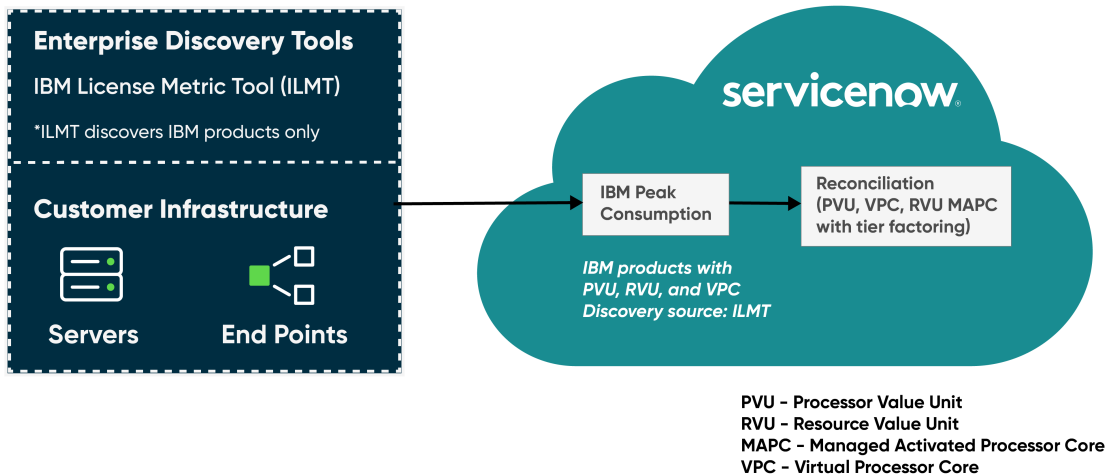 Enterprise Discovery Tools
IBM License Metric Tool (ILMT)
*ILMT discovers IBM products only
Customer Infrastructure
Servers
End Points
servicenow®
IBM Peak
Consumption
Reconciliation
(PVU, VPC, RVU MAPC
with tier factoring)
IBM products with
PVU, RVU, and VPC
Discovery source: ILMT
PVU - Processor Value Unit
RVU - Resource Value Unit
MAPC - Managed Activated Processor Core
VPC - Virtual Processor Core